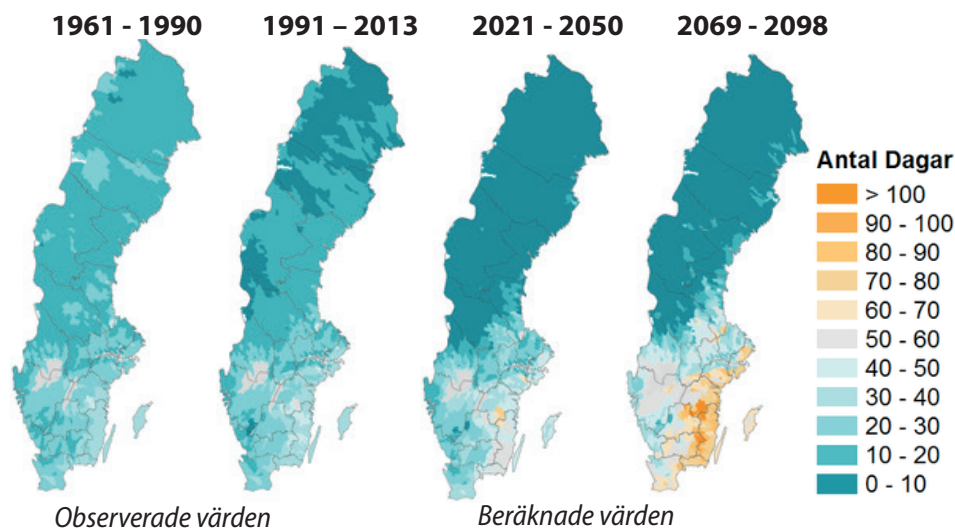 1961 - 1990
1991 – 2013
2021 - 2050
2069 - 2098
Antal Dagar
> 100
90 - 100
80 - 90
70 - 80
60 - 70
50 - 60
40 - 50
30 - 40
20 - 30
10 - 20
0 - 10
Observerade värden
Beräknade värden